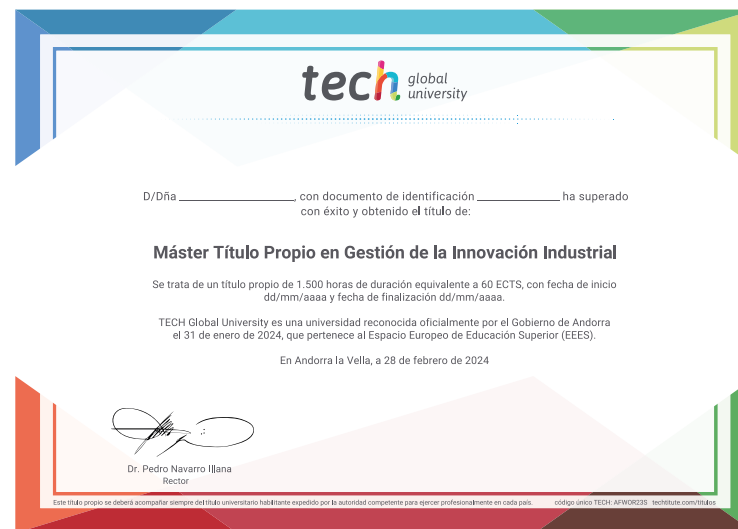 tech global university
D/Dña ____________________, con documento de identificación ______________ ha superado
con éxito y obtenido el título de:
Máster Título Propio en Gestión de la Innovación Industrial
Se trata de un título propio de 1.500 horas de duración equivalente a 60 ECTS, con fecha de inicio
dd/mm/aaaa y fecha de finalización dd/mm/aaaa.
TECH Global University es una universidad reconocida oficialmente por el Gobierno de Andorra
el 31 de enero de 2024, que pertenece al Espacio Europeo de Educación Superior (EEES).
En Andorra la Vella, a 28 de febrero de 2024
Dr. Pedro Navarro Illana
Rector
Este título propio se deberá acompañar siempre del título universitario habilitante expedido por la autoridad competente para ejercer profesionalmente en cada país. código único TECH: AFWOR23S techtitute.com/títulos